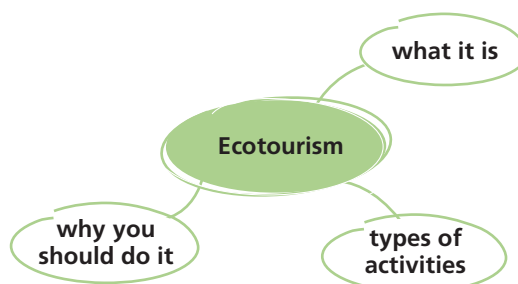 what it is
Ecotourism
why you
should do it
types of
activities